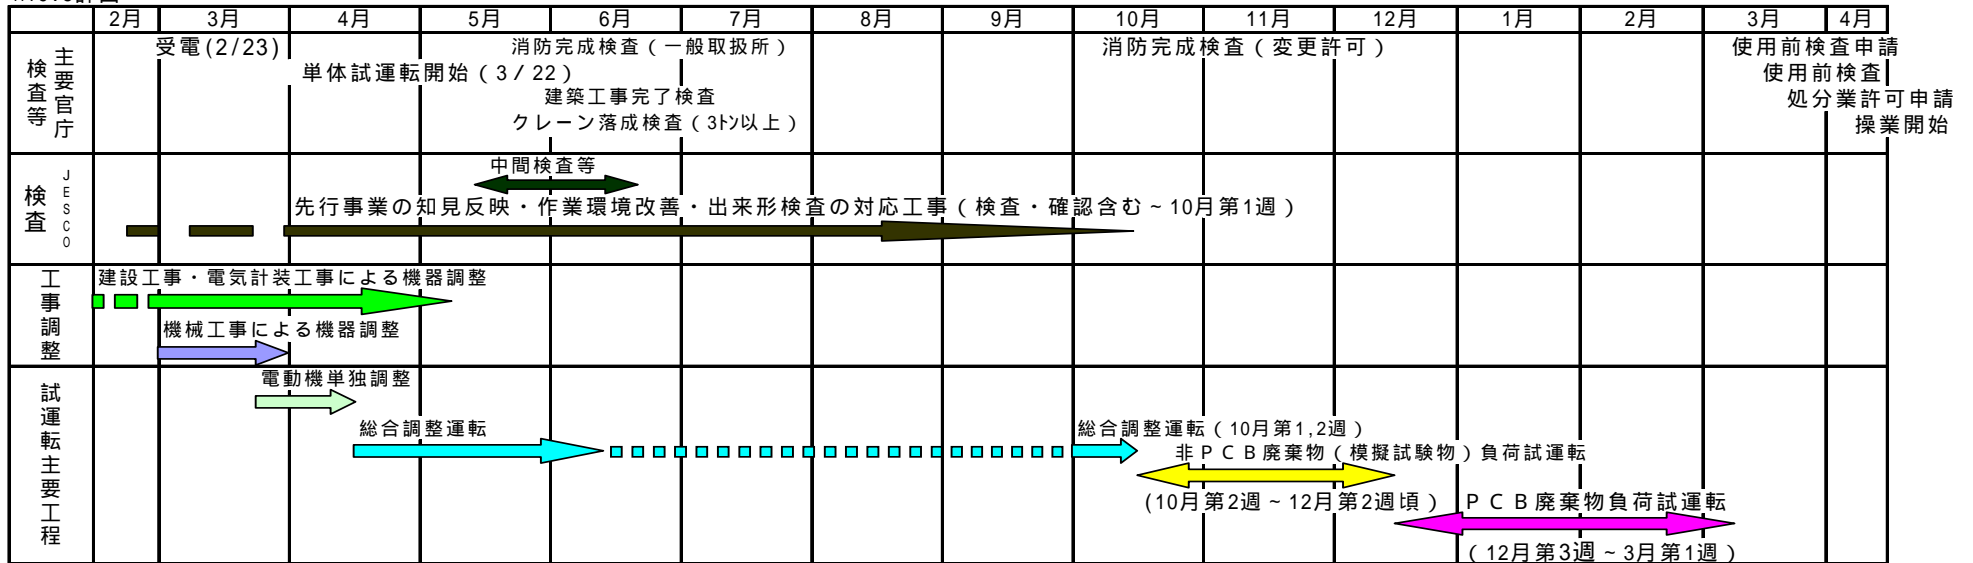 2月 3月 4月 5月 6月 7月 8月 9月 10月 11月 12月 1月 2月 3月 4月
主要官庁
検査等
受電(2/23)
消防完成検査(一般取扱所)
消防完成検査(変更許可)
使用前検査申請
単体試運転開始(3/22)
使用前検査
建築工事完了検査
処分業許可申請
クレーン落成検査(3トン以上)
操業開始
JESCO
検査
中間検査等
先行事業の知見反映・作業環境改善・出来形検査の対応工事(検査・確認含む~10月第1週)
工事調整
建設工事・電気計装工事による機器調整
機械工事による機器調整
試運転主要工程
電動機単独調整
総合調整運転
総合調整運転(10月第1,2週)
非PCB廃棄物(模擬試験物)負荷試運転
(10月第2週~12月第2週頃)
PCB廃棄物負荷試運転
(12月第3週~3月第1週)